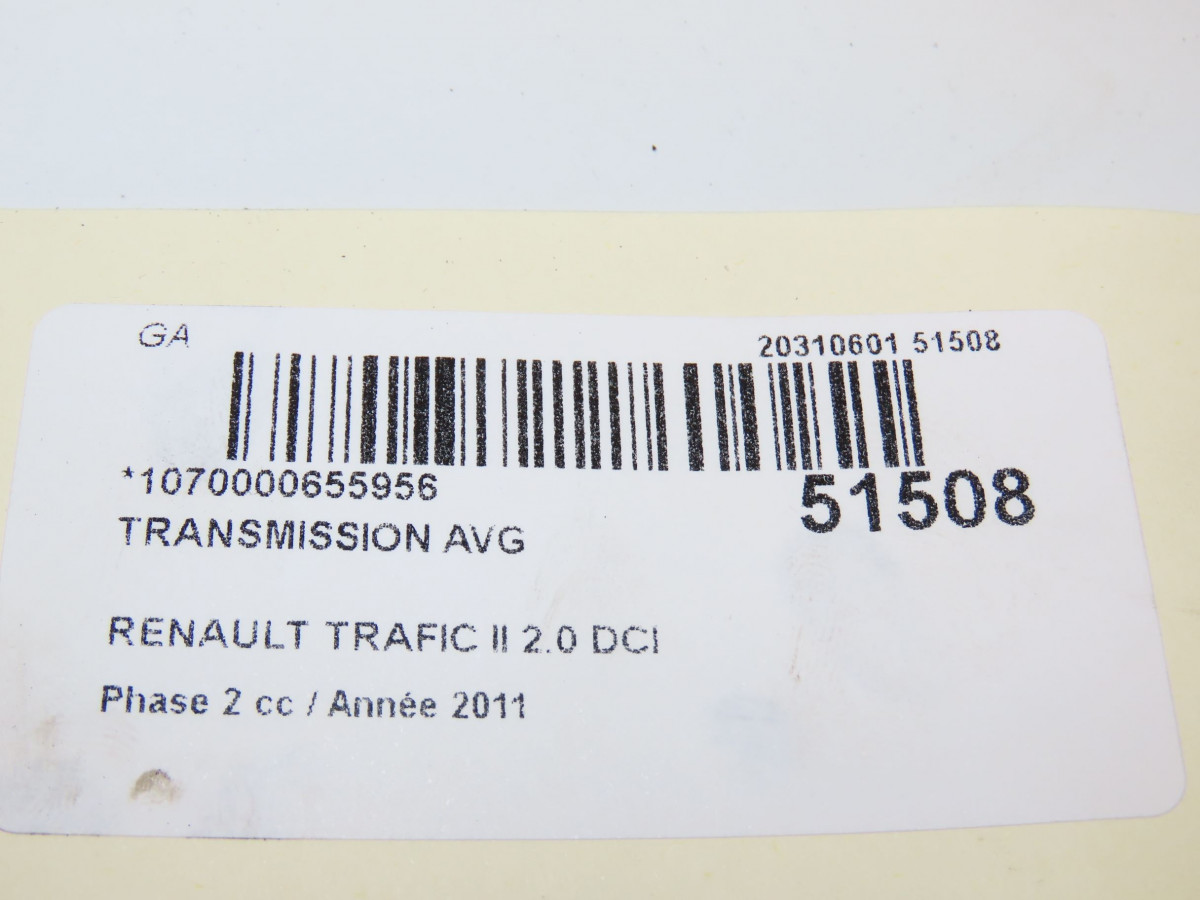 GA
20310601 51508
*1070000655956
51508
TRANSMISSION AVG
RENAULT TRAFIC II 2.0 DCI
Phase 2 cc / Année 2011